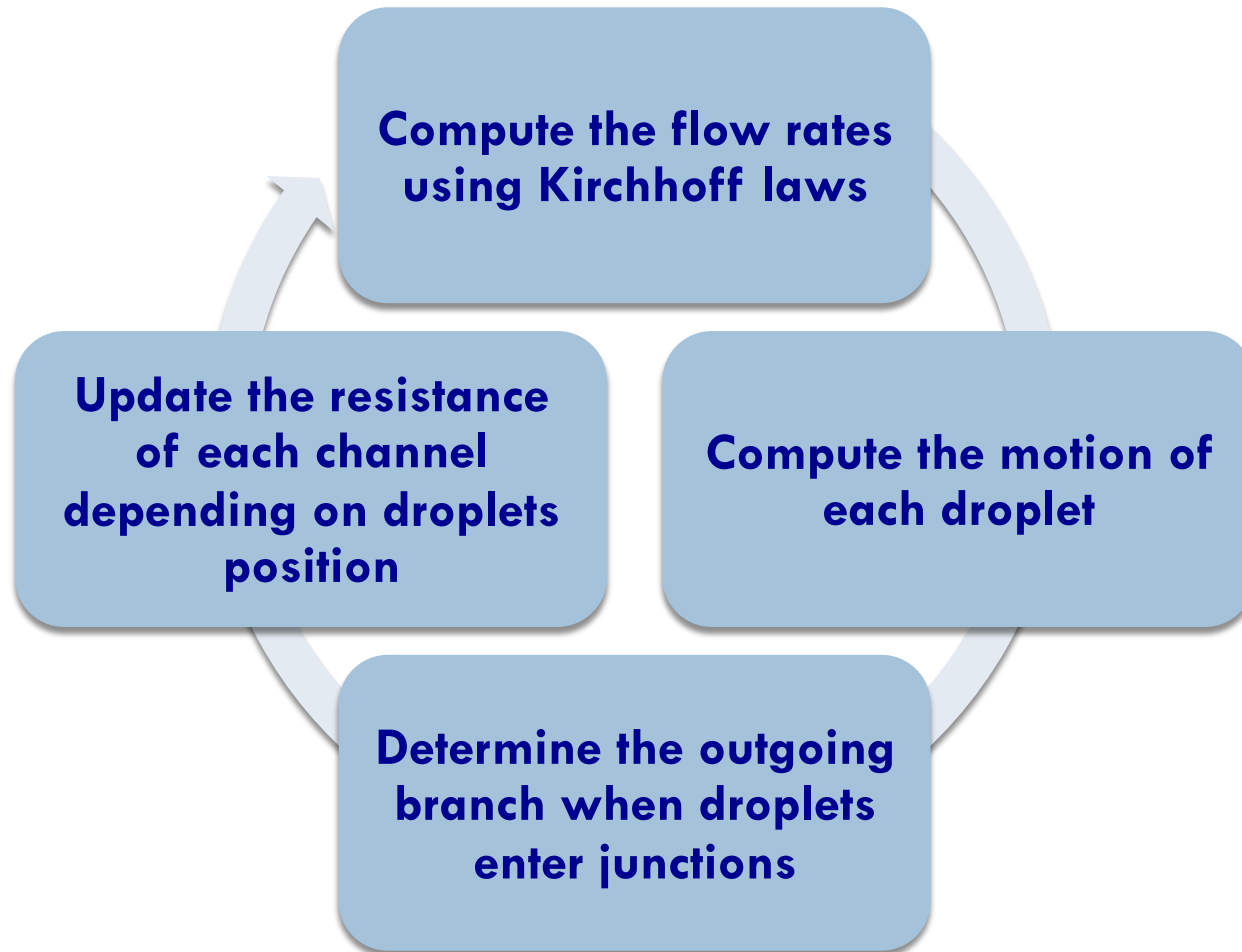 Compute the flow rates
using Kirchhoff laws
Compute the motion of
each droplet
Determine the outgoing
branch when droplets
enter junctions
Update the resistance
of each channel
depending on droplets
position